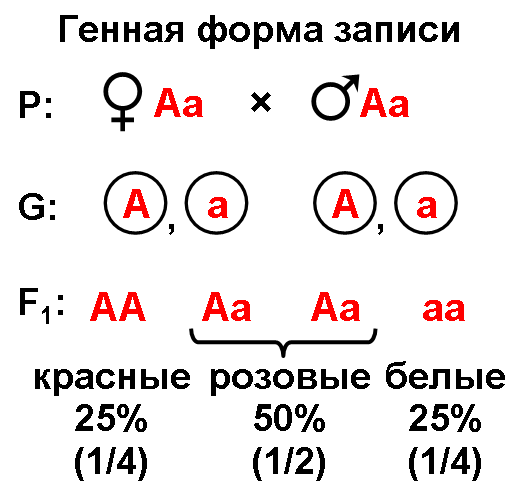 Генная форма записи
P: ♀ Aa × ♂ Aa
G: A, a A, a
F₁: AA Aa Aa aa
красные розовые белые
25% 50% 25%
(1/4) (1/2) (1/4)